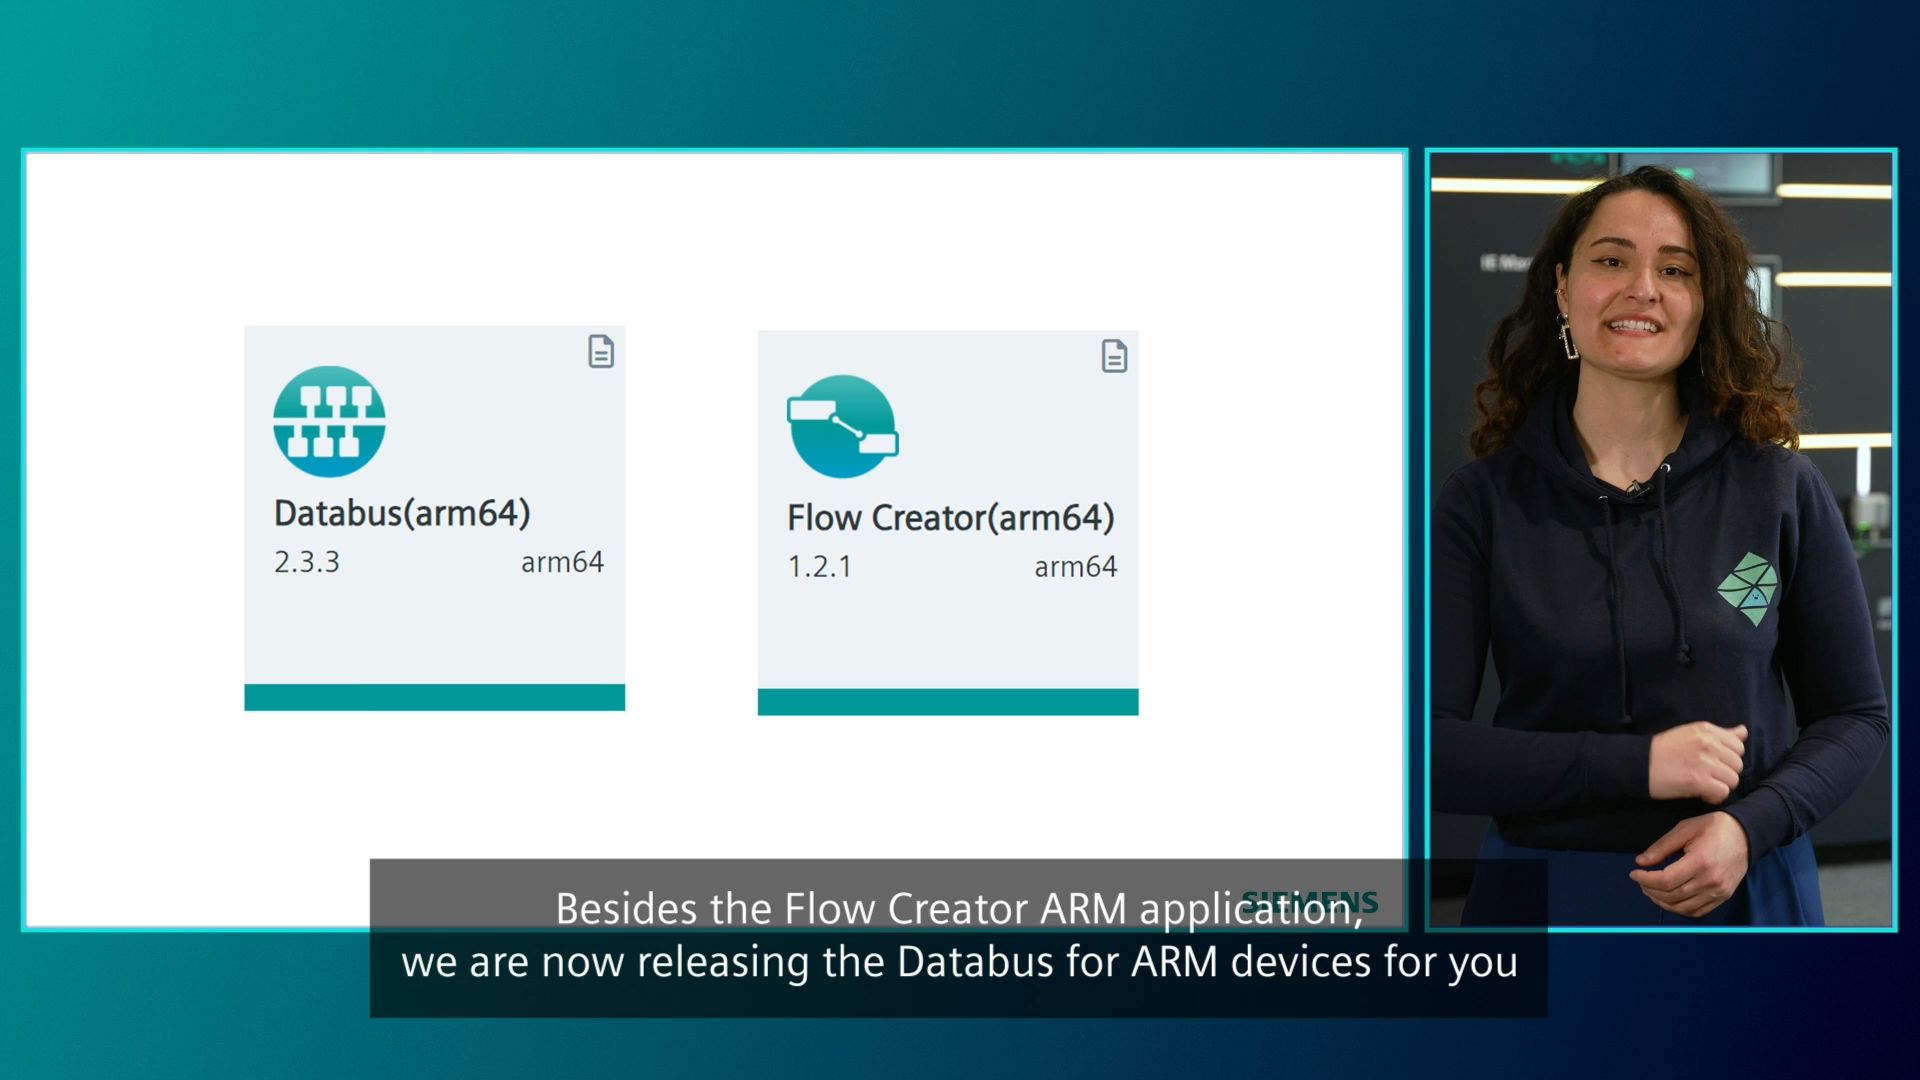 Databus(arm64)
2.3.3 arm64
Flow Creator(arm64)
1.2.1 arm64
SIEMENS
Besides the Flow Creator ARM application,
we are now releasing the Databus for ARM devices for you